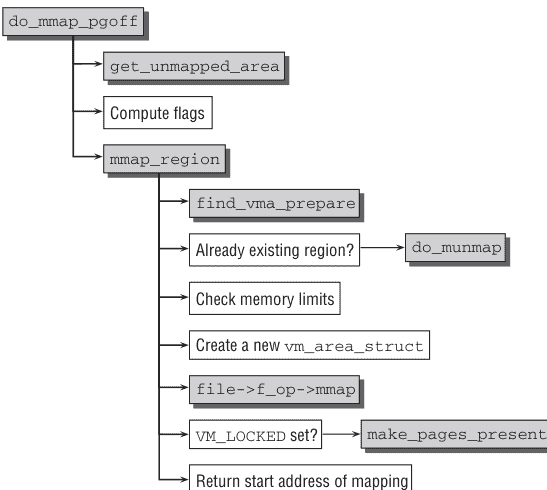 do_mmap_pgoff
get_unmapped_area
Compute flags
mmap_region
find_vma_prepare
Already existing region?
do_munmap
Check memory limits
Create a new vm_area_struct
file->f_op->mmap
VM_LOCKED set?
make_pages_present
Return start address of mapping